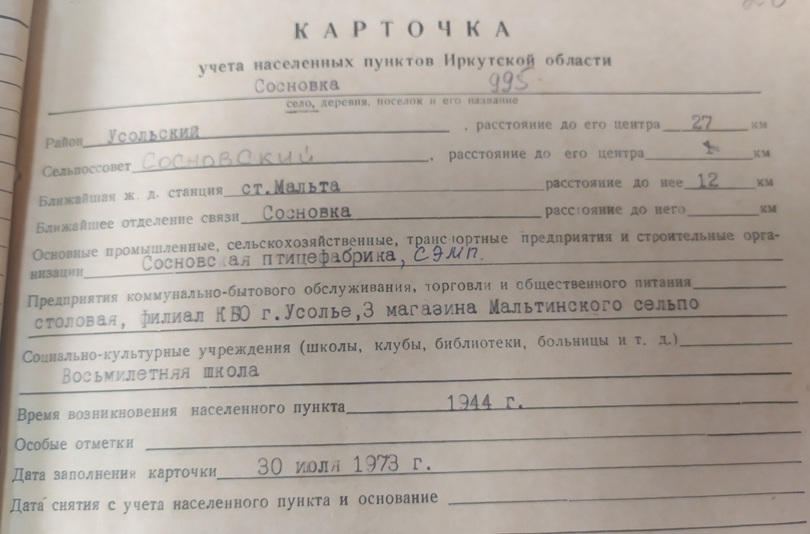 КАРТОЧКА
учета населенных пунктов Иркутской области
Сосновка 995
село, деревня, поселок и его название
Район Усольский, расстояние до его центра 27 км
Сельпоссовет Сосновский, расстояние до его центра км
Ближайшая ж. д. станция ст.Мальта расстояние до нее 12 км
Ближайшее отделение связи Сосновка расстояние до него км
Основные промышленные, сельскохозяйственные, транспортные предприятия и строительные орга-
низации Сосновская птицефабрика, СЭМП.
Предприятия коммунально-бытового обслуживания, торговли и общественного питания
столовая, филиал КБО г.Усолье,3 магазина Мальтинского сельпо
Социально-культурные учреждения (школы, клубы, библиотеки, больницы и т. д.)
Восьмилетняя школа
Время возникновения населенного пункта 1944 г.
Особые отметки
Дата заполнения карточки 30 июля 1973 г.
Дата снятия с учета населенного пункта и основание